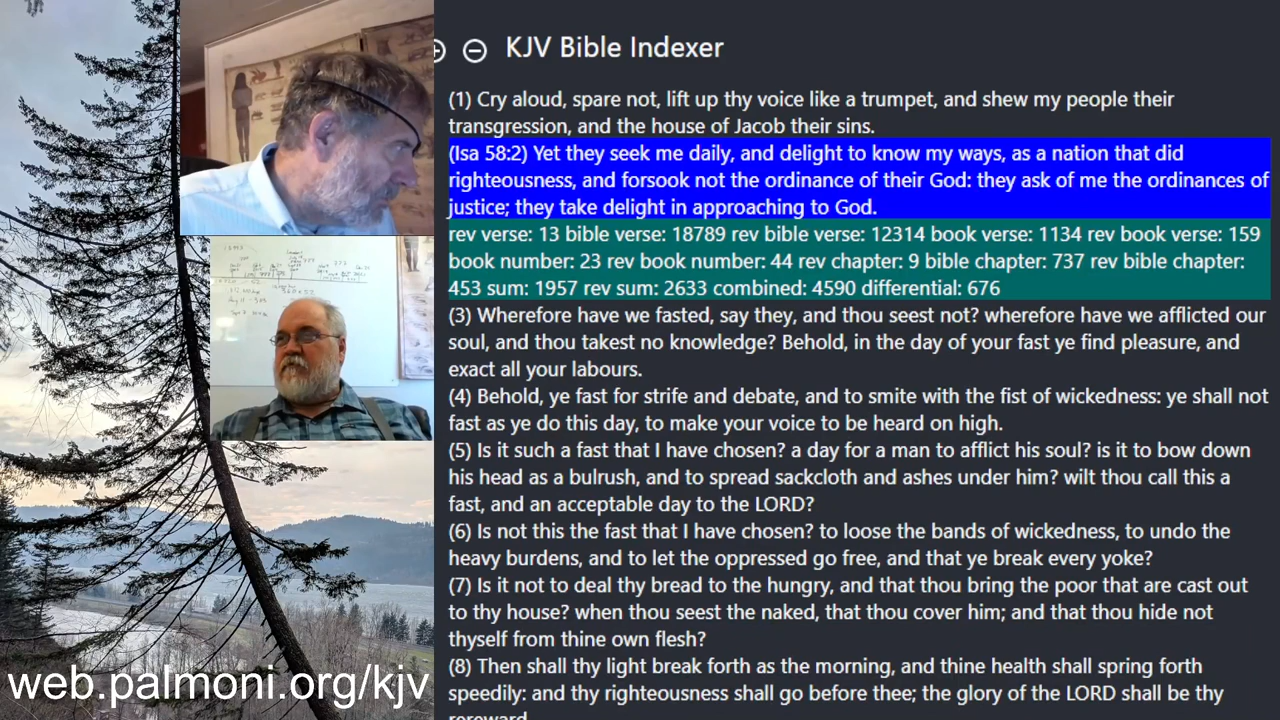 KJV Bible Indexer
(1) Cry aloud, spare not, lift up thy voice like a trumpet, and shew my people their
transgression, and the house of Jacob their sins.
(Isa 58:2) Yet they seek me daily, and delight to know my ways, as a nation that did
righteousness, and forsook not the ordinance of their God: they ask of me the ordinances of
justice; they take delight in approaching to God.
rev verse: 13 bible verse: 18789 rev bible verse: 12314 book verse: 1134 rev book verse: 159
book number: 23 rev book number: 44 rev chapter: 9 bible chapter: 737 rev bible chapter:
453 sum: 1957 rev sum: 2633 combined: 4590 differential: 676
(3) Wherefore have we fasted, say they, and thou seest not? wherefore have we afflicted our
soul, and thou takest no knowledge? Behold, in the day of your fast ye find pleasure, and
exact all your labours.
(4) Behold, ye fast for strife and debate, and to smite with the fist of wickedness: ye shall not
fast as ye do this day, to make your voice to be heard on high.
(5) Is it such a fast that I have chosen? a day for a man to afflict his soul? is it to bow down
his head as a bulrush, and to spread sackcloth and ashes under him? wilt thou call this a
fast, and an acceptable day to the LORD?
(6) Is not this the fast that I have chosen? to loose the bands of wickedness, to undo the
heavy burdens, and to let the oppressed go free, and that ye break every yoke?
(7) Is it not to deal thy bread to the hungry, and that thou bring the poor that are cast out
to thy house? when thou seest the naked, that thou cover him; and that thou hide not
thyself from thine own flesh?
(8) Then shall thy light break forth as the morning, and thine health shall spring forth
speedily: and thy righteousness shall go before thee; the glory of the LORD shall be thy
rereward.
web.palmoni.org/kjv